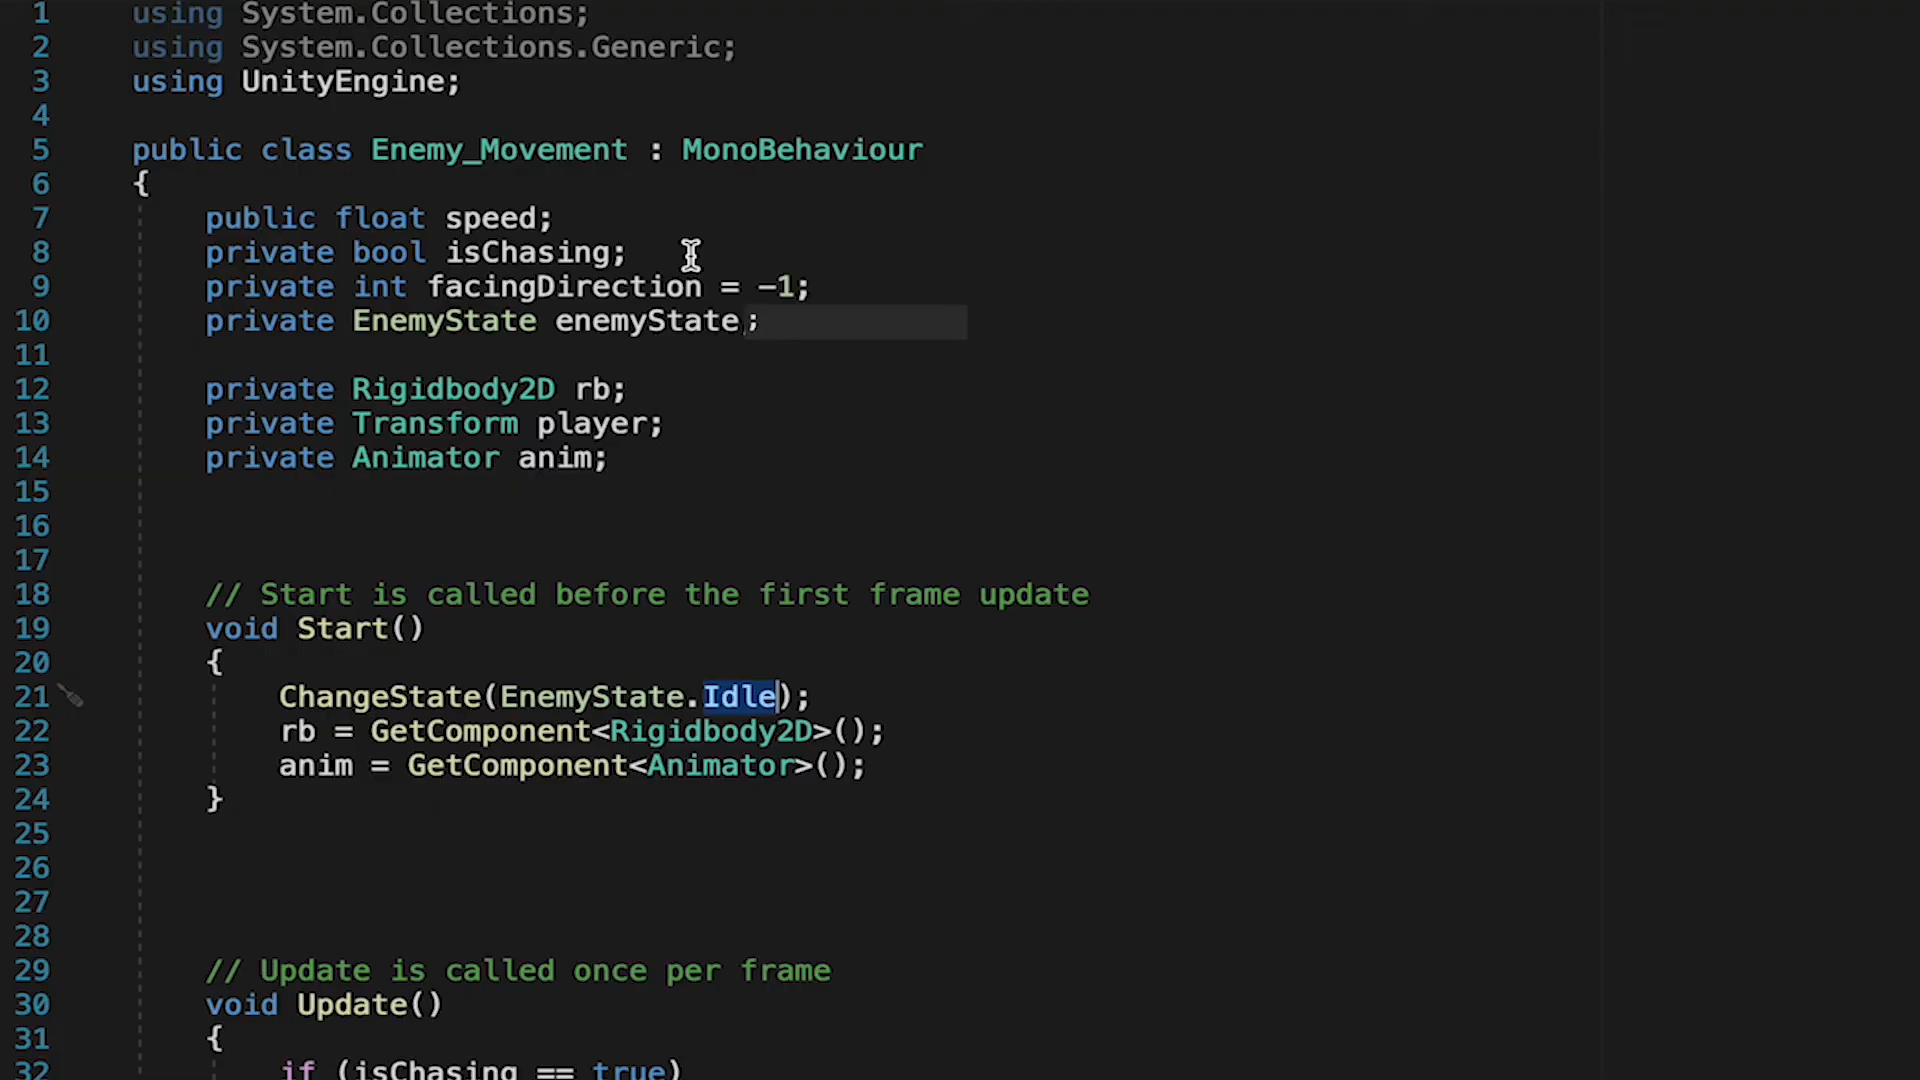 1 using System.Collections;
2 using System.Collections.Generic;
3 using UnityEngine;
4
5 public class Enemy_Movement : MonoBehaviour
6 {
7 public float speed;
8 private bool isChasing;
9 private int facingDirection = -1;
10 private EnemyState enemyState;
11
12 private Rigidbody2D rb;
13 private Transform player;
14 private Animator anim;
15
16
17
18 // Start is called before the first frame update
19 void Start()
20 {
21 ChangeState(EnemyState.Idle);
22 rb = GetComponent<Rigidbody2D>();
23 anim = GetComponent<Animator>();
24 }
25
26
27
28
29 // Update is called once per frame
30 void Update()
31 {
32 if (isChasing == true)